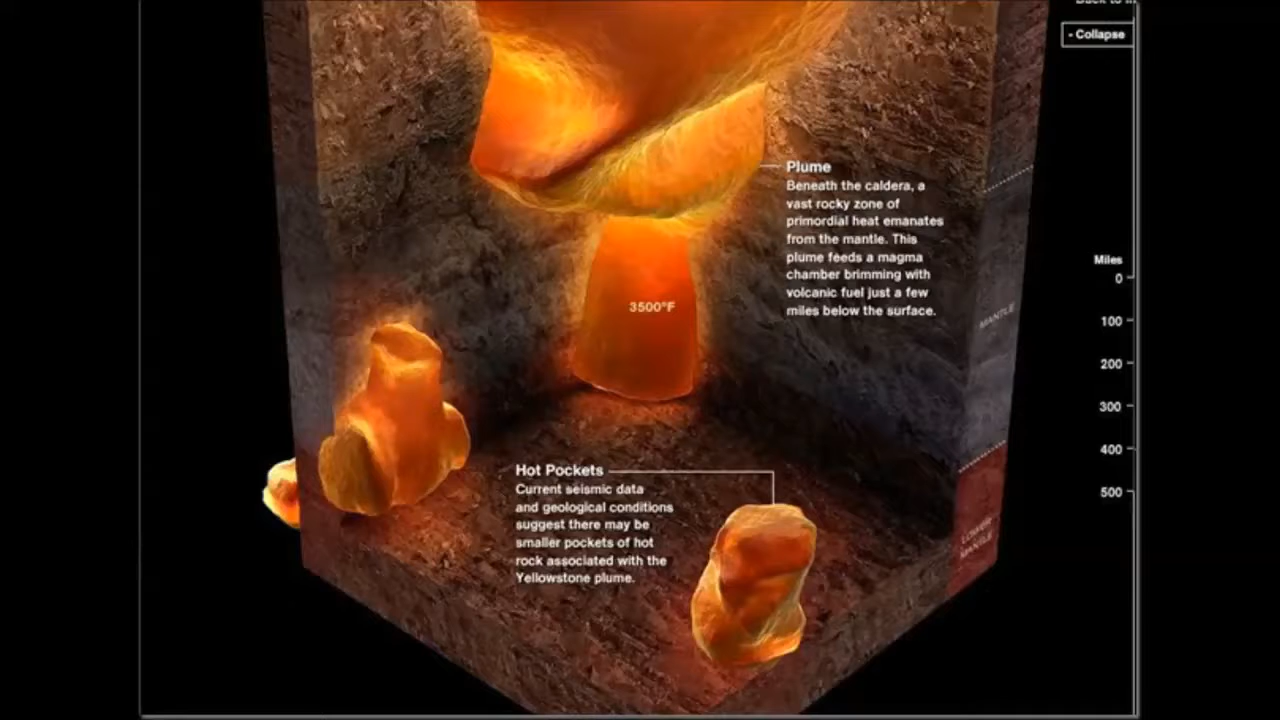 - Collapse
Plume
Beneath the caldera, a
vast rocky zone of
primordial heat emanates
from the mantle. This
plume feeds a magma
chamber brimming with
volcanic fuel just a few
miles below the surface.
3500°F
MANTLE
Miles
0
100
200
300
400
500
Hot Pockets
Current seismic data
and geological conditions
suggest there may be
smaller pockets of hot
rock associated with the
Yellowstone plume.
LOWER
MANTLE